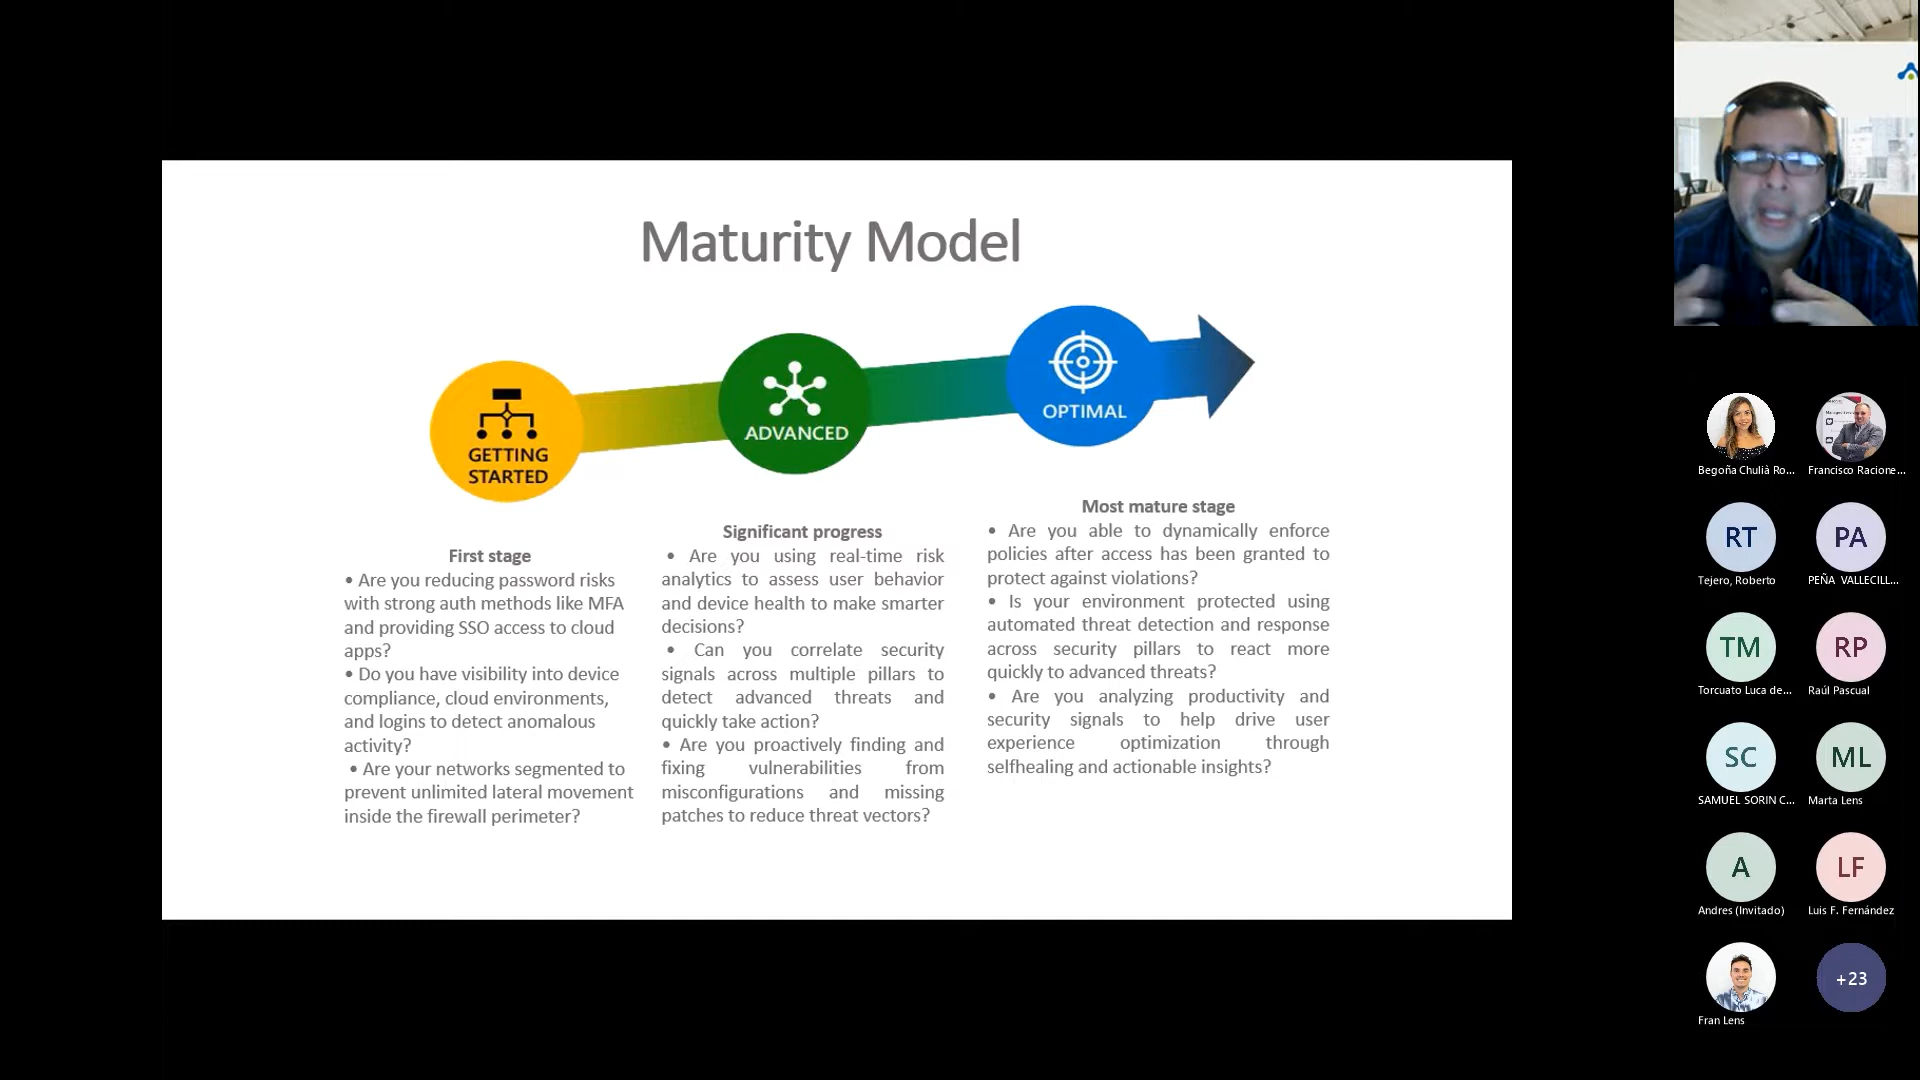 Maturity Model
GETTING
STARTED
ADVANCED
OPTIMAL
First stage
• Are you reducing password risks
with strong auth methods like MFA
and providing SSO access to cloud
apps?
• Do you have visibility into device
compliance, cloud environments,
and logins to detect anomalous
activity?
• Are your networks segmented to
prevent unlimited lateral movement
inside the firewall perimeter?
Significant progress
• Are you using real-time risk
analytics to assess user behavior
and device health to make smarter
decisions?
• Can you correlate security
signals across multiple pillars to
detect advanced threats and
quickly take action?
• Are you proactively finding and
fixing vulnerabilities from
misconfigurations and missing
patches to reduce threat vectors?
Most mature stage
• Are you able to dynamically enforce
policies after access has been granted to
protect against violations?
• Is your environment protected using
automated threat detection and response
across security pillars to react more
quickly to advanced threats?
• Are you analyzing productivity and
security signals to help drive user
experience optimization through
selfhealing and actionable insights?
Begoña Chulià Ro...
Francisco Racione...
RT
Tejero, Roberto
PA
PEÑA VALLECILL...
TM
Torcuato Luca de...
RP
Raúl Pascual
SC
SAMUEL SORIN C...
ML
Marta Lens
A
Andres (Invitado)
LF
Luis F. Fernández
Fran Lens
+23